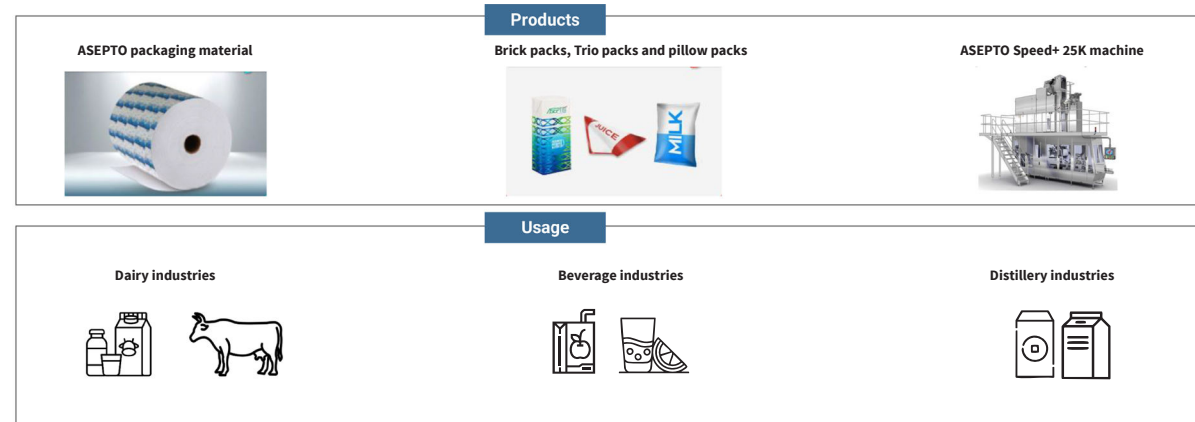 Products
ASEPTO packaging material
Brick packs, Trio packs and pillow packs
ASEPTO Speed+ 25K machine
ASEPTO
JUICE
MILK
Usage
Dairy industries
Beverage industries
Distillery industries